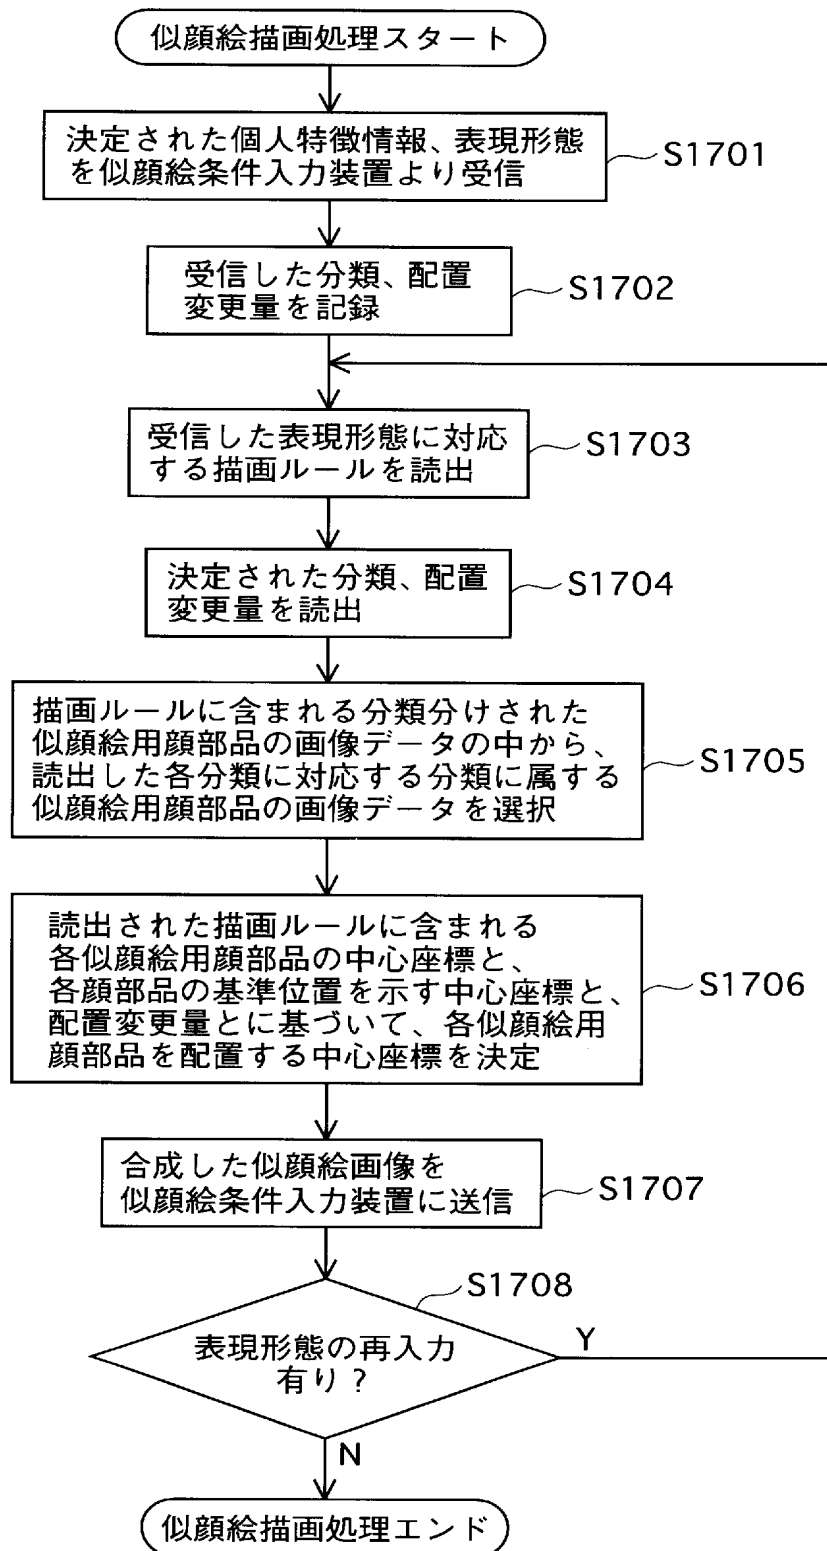 似顔絵描画処理スタート
決定された個人特徴情報、表現形態
を似顔絵条件入力装置より受信
S1701
受信した分類、配置
変更量を記録
S1702
受信した表現形態に対応
する描画ルールを読出
S1703
決定された分類、配置
変更量を読出
S1704
描画ルールに含まれる分類分けされた
似顔絵用顔部品の画像データの中から、
読出した各分類に対応する分類に属する
似顔絵用顔部品の画像データを選択
S1705
読出された描画ルールに含まれる
各似顔絵用顔部品の中心座標と、
各顔部品の基準位置を示す中心座標と、
配置変更量とに基づいて、各似顔絵用
顔部品を配置する中心座標を決定
S1706
合成した似顔絵画像を
似顔絵条件入力装置に送信
S1707
S1708
表現形態の再入力
有り？
Y
N
似顔絵描画処理エンド